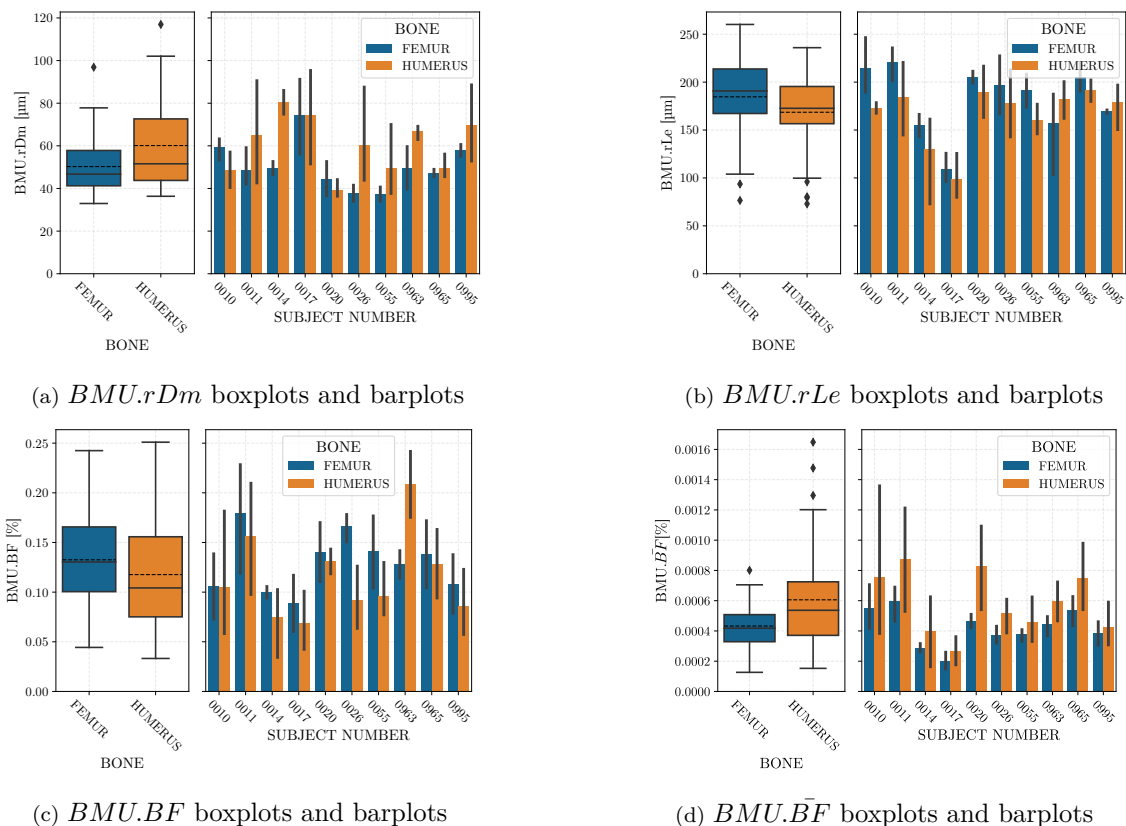 120
100
80
60
40
20
0
BMU.rDm [µm]
FEMUR
HUMERUS
BONE
BONE
FEMUR
HUMERUS
0010
0011
0014
0017
0020
0026
0055
0963
0965
0995
SUBJECT NUMBER
(a) BMU.rDm boxplots and barplots
250
200
150
100
50
0
BMU.rLe [µm]
FEMUR
HUMERUS
BONE
BONE
FEMUR
HUMERUS
0010
0011
0014
0017
0020
0026
0055
0963
0965
0995
SUBJECT NUMBER
(b) BMU.rLe boxplots and barplots
0.25
0.20
0.15
0.10
0.05
0.00
BMU.BF [%]
FEMUR
HUMERUS
BONE
BONE
FEMUR
HUMERUS
0010
0011
0014
0017
0020
0026
0055
0963
0965
0995
SUBJECT NUMBER
(c) BMU.BF boxplots and barplots
0.0016
0.0014
0.0012
0.0010
0.0008
0.0006
0.0004
0.0002
0.0000
BMU.B̄F[%]
FEMUR
HUMERUS
BONE
BONE
FEMUR
HUMERUS
0010
0011
0014
0017
0020
0026
0055
0963
0965
0995
SUBJECT NUMBER
(d) BMU.B̄F boxplots and barplots